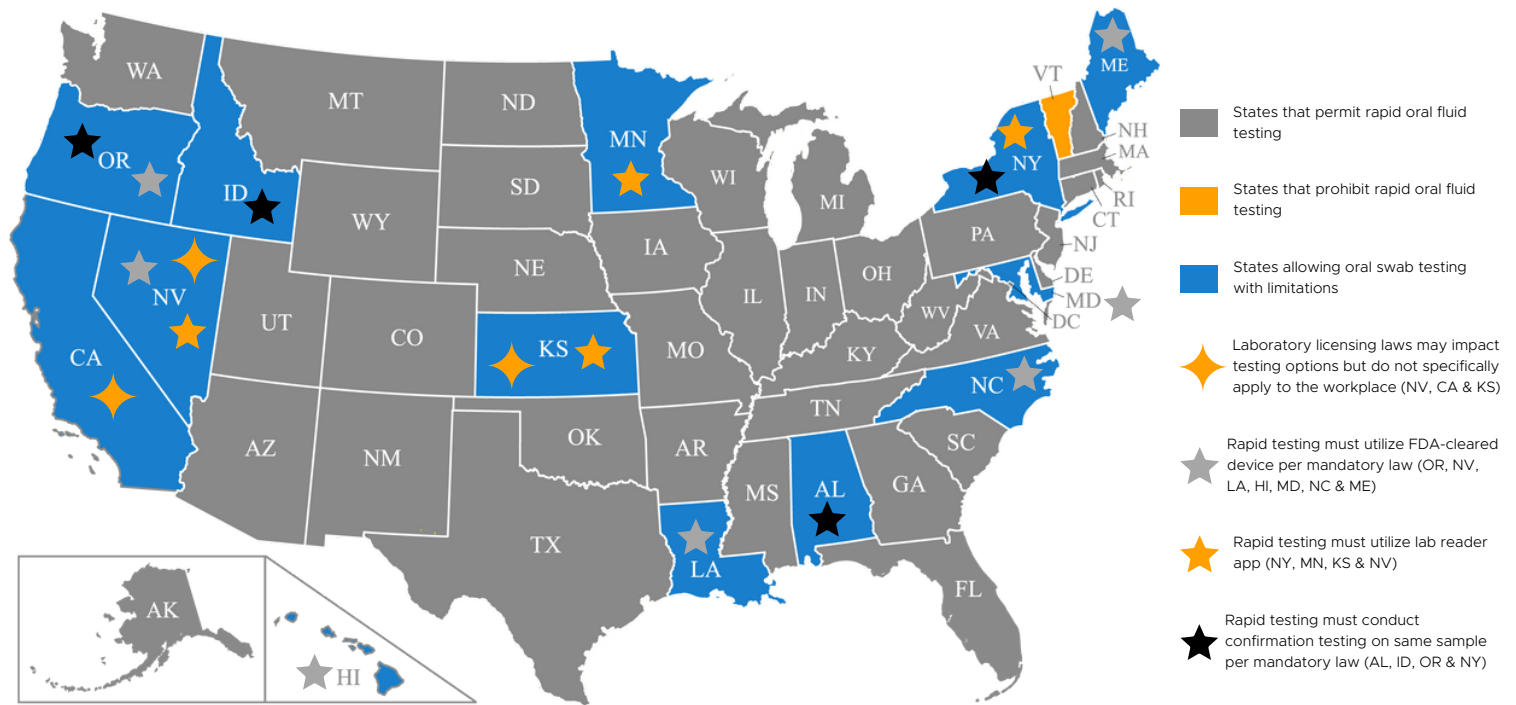 WA
MT
ND
MN
VT
ME
OR
ID
SD
WI
MI
NY
NH
MA
RI
CT
WY
IA
NE
PA
NJ
NV
UT
CO
CA
KS
IL
IN
OH
DE
MD
DC
WV
VA
MO
KY
NC
AZ
NM
OK
AR
TN
SC
MS
AL
GA
TX
LA
FL
AK
HI
States that permit rapid oral fluid
testing
States that prohibit rapid oral fluid
testing
States allowing oral swab testing
with limitations
Laboratory licensing laws may impact
testing options but do not specifically
apply to the workplace (NV, CA & KS)
Rapid testing must utilize FDA-cleared
device per mandatory law (OR, NV,
LA, HI, MD, NC & ME)
Rapid testing must utilize lab reader
app (NY, MN, KS & NV)
Rapid testing must conduct
confirmation testing on same sample
per mandatory law (AL, ID, OR & NY)